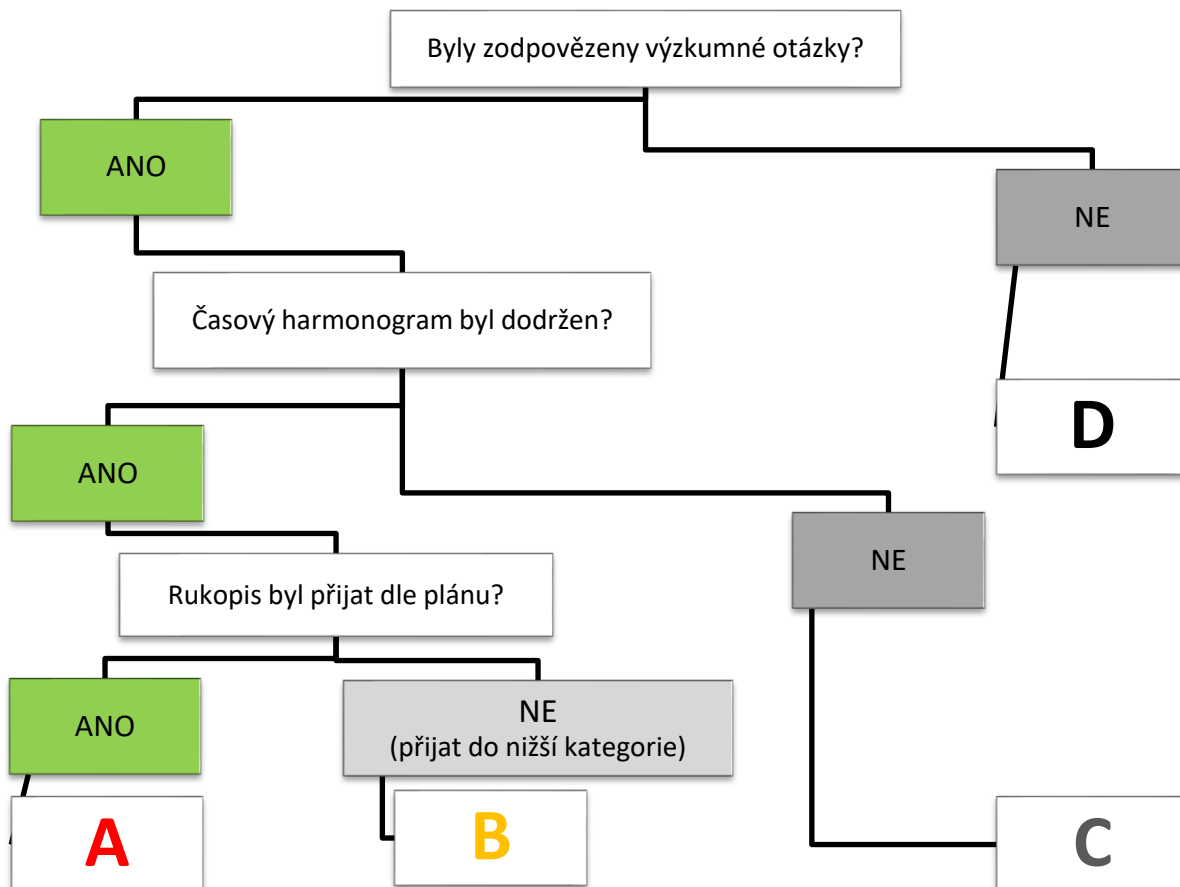 Byly zodpovězeny výzkumné otázky?
ANO
NE
Časový harmonogram byl dodržen?
D
ANO
NE
Rukopis byl přijat dle plánu?
ANO
NE
(přijat do nižší kategorie)
A
B
C